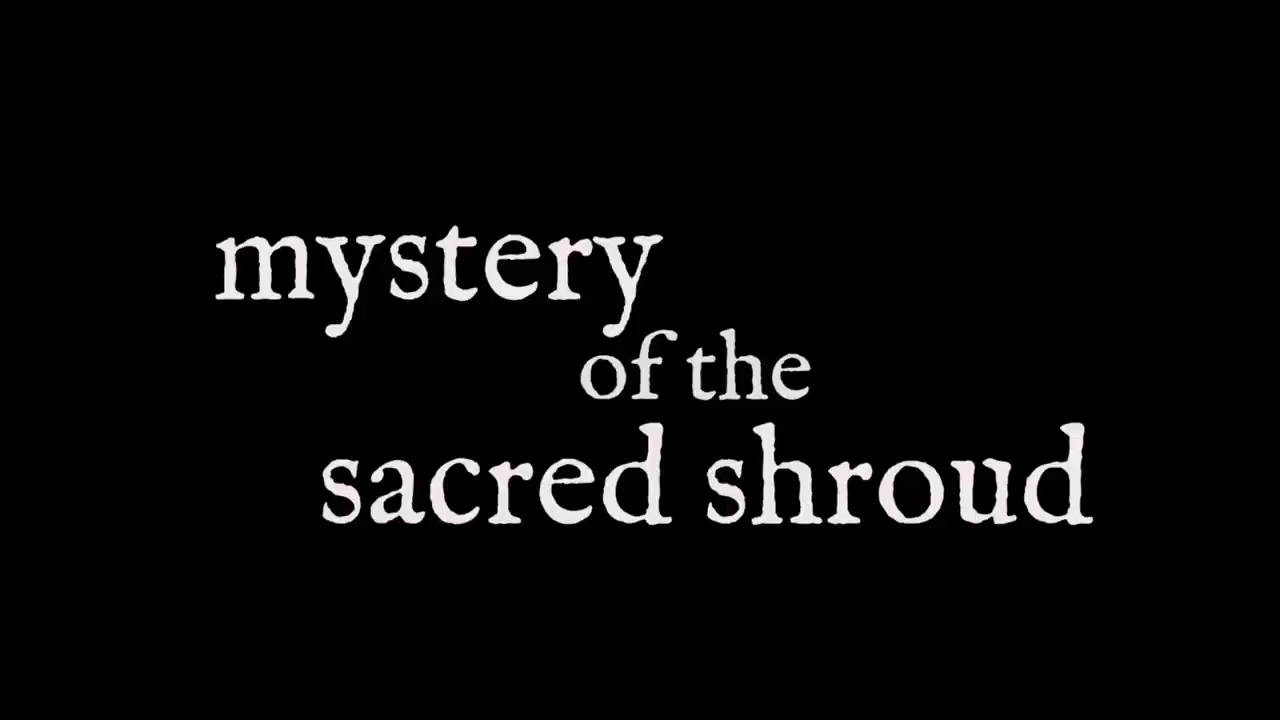 mystery
of the
sacred shroud